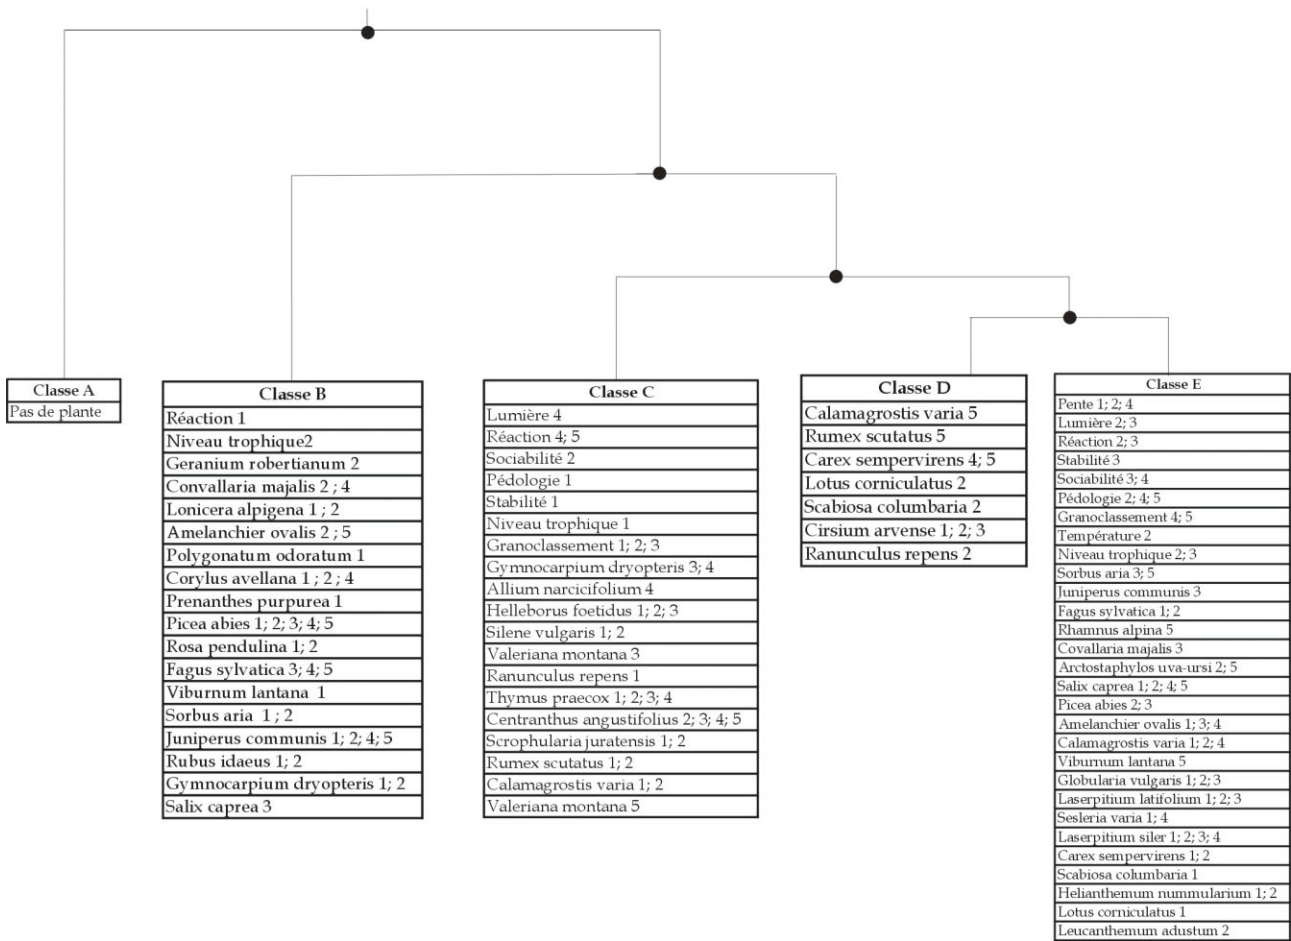 Classe A
Pas de plante
Classe B
Réaction 1
Niveau trophique2
Geranium robertianum 2
Convallaria majalis 2 ; 4
Lonicera alpigena 1 ; 2
Amelanchier ovalis 2 ; 5
Polygonatum odoratum 1
Corylus avellana 1 ; 2 ; 4
Prenanthes purpurea 1
Picea abies 1; 2; 3; 4; 5
Rosa pendulina 1; 2
Fagus sylvatica 3; 4; 5
Viburnum lantana 1
Sorbus aria 1 ; 2
Juniperus communis 1; 2; 4; 5
Rubus idaeus 1; 2
Gymnocarpium dryopteris 1; 2
Salix caprea 3
Classe C
Lumière 4
Réaction 4; 5
Sociabilité 2
Pédologie 1
Stabilité 1
Niveau trophique 1
Granoclassement 1; 2; 3
Gymnocarpium dryopteris 3; 4
Allium narcicifolium 4
Helleborus foetidus 1; 2; 3
Silene vulgaris 1; 2
Valeriana montana 3
Ranunculus repens 1
Thymus praecox 1; 2; 3; 4
Centranthus angustifolius 2; 3; 4; 5
Scrophularia juratensis 1; 2
Rumex scutatus 1; 2
Calamagrostis varia 1; 2
Valeriana montana 5
Classe D
Calamagrostis varia 5
Rumex scutatus 5
Carex sempervirens 4; 5
Lotus corniculatus 2
Scabiosa columbaria 2
Cirsium arvense 1; 2; 3
Ranunculus repens 2
Classe E
Pente 1; 2; 4
Lumière 2; 3
Réaction 2; 3
Stabilité 3
Sociabilité 3; 4
Pédologie 2; 4; 5
Granoclassement 4; 5
Température 2
Niveau trophique 2; 3
Sorbus aria 3; 5
Juniperus communis 3
Fagus sylvatica 1; 2
Rhamnus alpina 5
Covallaria majalis 3
Arctostaphylos uva-ursi 2; 5
Salix caprea 1; 2; 4; 5
Picea abies 2; 3
Amelanchier ovalis 1; 3; 4
Calamagrostis varia 1; 2; 4
Viburnum lantana 5
Globularia vulgaris 1; 2; 3
Laserpitium latifolium 1; 2; 3
Sesleria varia 1; 4
Laserpitium siler 1; 2; 3; 4
Carex sempervirens 1; 2
Scabiosa columbaria 1
Helianthemum nummularium 1; 2
Lotus corniculatus 1
Leucanthemum adustum 2